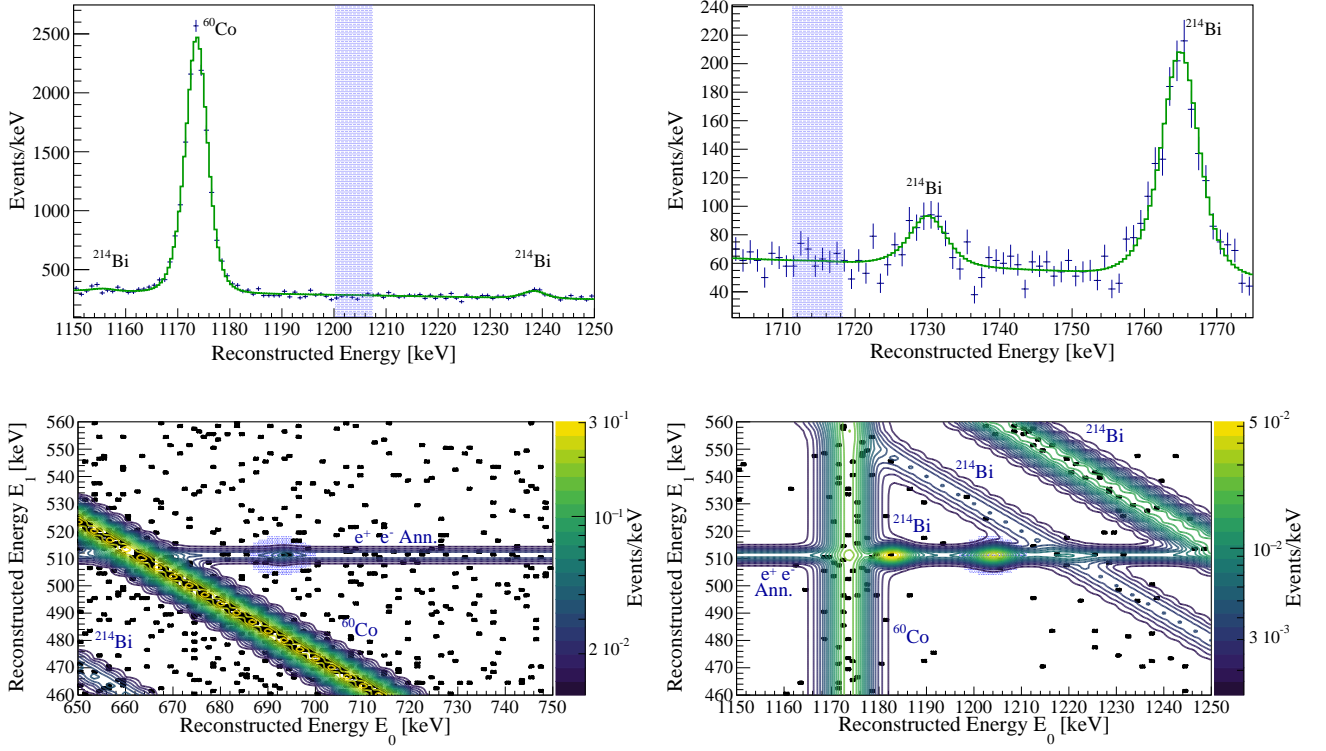 Events/keV
2500
2000
1500
1000
500
60Co
214Bi
214Bi
1150 1160 1170 1180 1190 1200 1210 1220 1230 1240 1250
Reconstructed Energy [keV]
Events/keV
240
220
200
180
160
140
120
100
80
60
40
214Bi
214Bi
1710 1720 1730 1740 1750 1760 1770
Reconstructed Energy [keV]
Reconstructed Energy E1 [keV]
560
550
540
530
520
510
500
490
480
470
460
e+ e- Ann.
60Co
214Bi
650 660 670 680 690 700 710 720 730 740 750
Reconstructed Energy E0 [keV]
3 10-1
10-1
2 10-2
Events/keV
Reconstructed Energy E1 [keV]
560
550
540
530
520
510
500
490
480
470
460
214Bi
214Bi
214Bi
e+ e-
Ann.
60Co
1150 1160 1170 1180 1190 1200 1210 1220 1230 1240 1250
Reconstructed Energy E0 [keV]
5 10-2
10-2
3 10-3
Events/keV